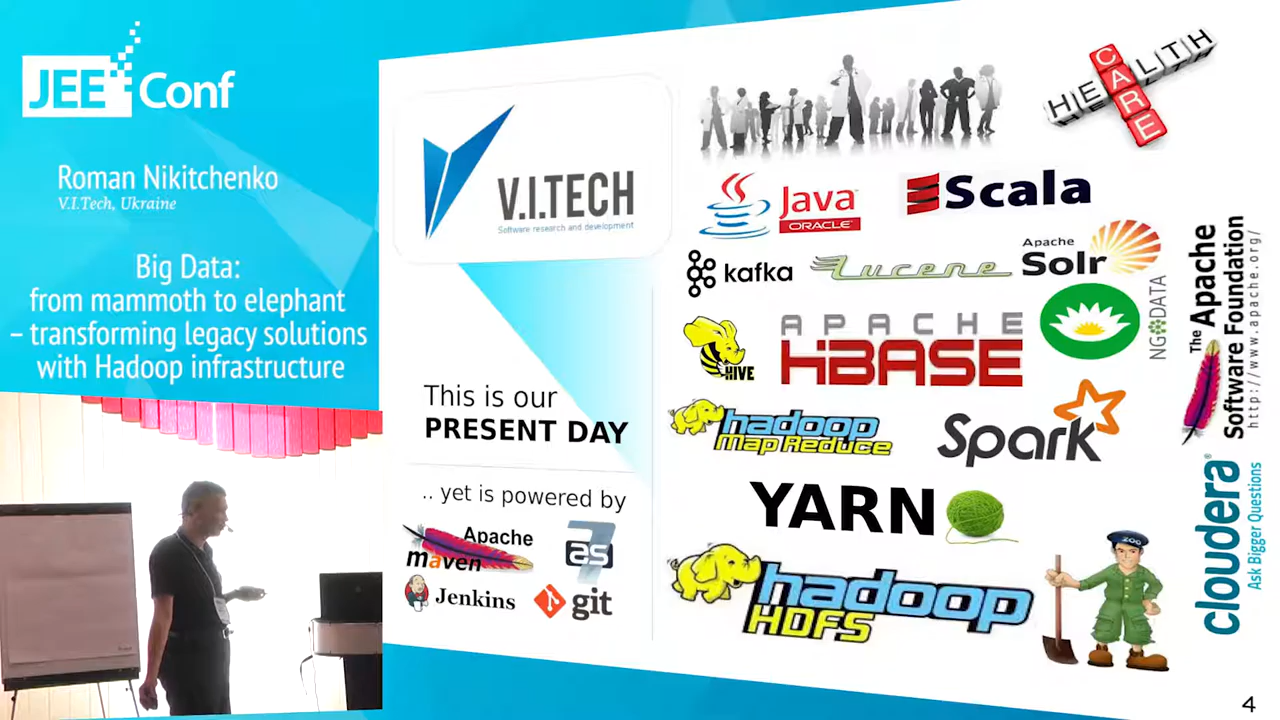 JEE Conf
Roman Nikitchenko
V.I.Tech, Ukraine
Big Data:
from mammoth to elephant
– transforming legacy solutions
with Hadoop infrastructure
V.I.TECH
Software research and development
This is our
PRESENT DAY
.. yet is powered by
Apache
maven
as 7
Jenkins
git
HEALTH
CARE
Java
ORACLE
Scala
kafka
Lucene
Apache
Solr
NGDATA
HIVE
APACHE
HBASE
hadoop
Map Reduce
Spark
YARN
hadoop
HDFS
ZOO
The Apache
Software Foundation
http://www.apache.org/
cloudera®
Ask Bigger Questions
4